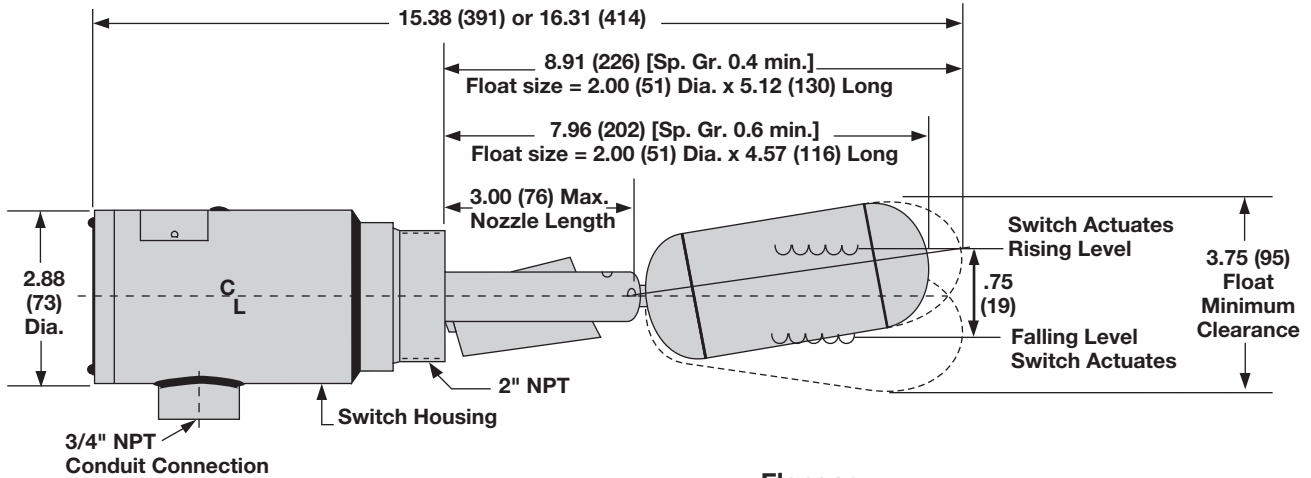 15.38 (391) or 16.31 (414)
8.91 (226) [Sp. Gr. 0.4 min.]
Float size = 2.00 (51) Dia. x 5.12 (130) Long
7.96 (202) [Sp. Gr. 0.6 min.]
Float size = 2.00 (51) Dia. x 4.57 (116) Long
3.00 (76) Max.
Nozzle Length
Switch Actuates
Rising Level
2.88
(73)
Dia.
C
L
.75
(19)
3.75 (95)
Float
Minimum
Clearance
Falling Level
Switch Actuates
2" NPT
Switch Housing
3/4" NPT
Conduit Connection